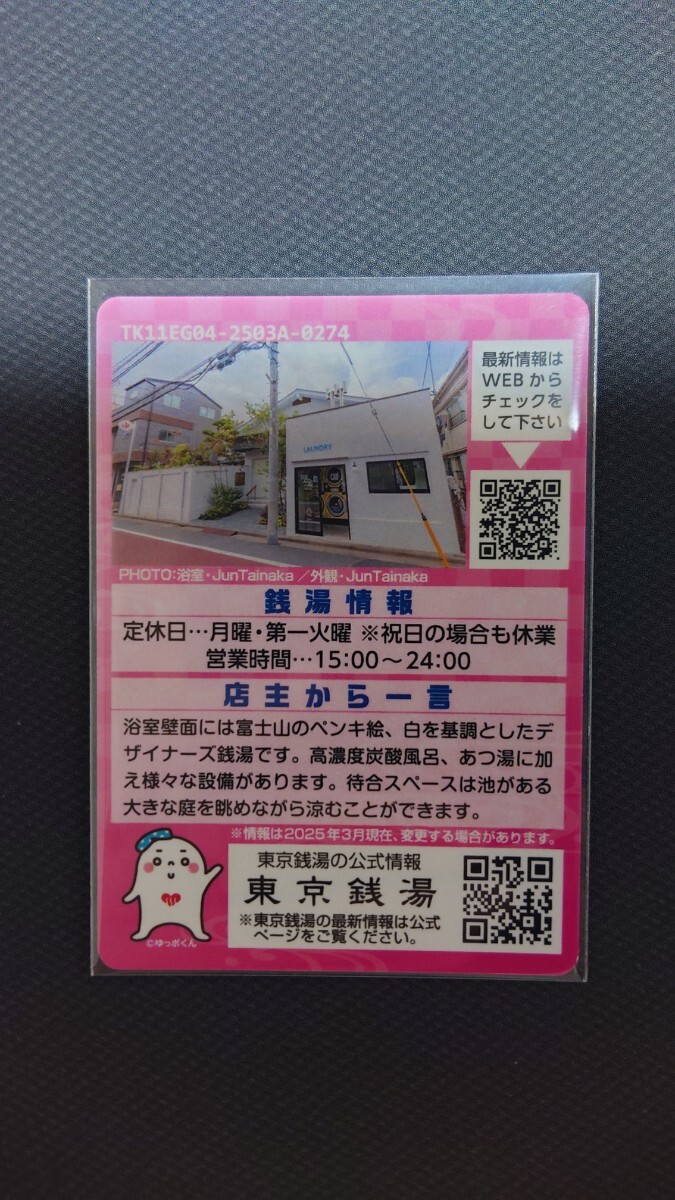 TK11EG04-2503A-0274
最新情報は
WEBから
チェックを
して下さい
LAUNDRY
PHOTO:浴室・JunTainaka／外観・JunTainaka
銭湯情報
定休日…月曜・第一火曜 ※祝日の場合も休業
営業時間…15:00～24:00
店主から一言
浴室壁面には富士山のペンキ絵、白を基調としたデ
ザイナーズ銭湯です。高濃度炭酸風呂、あつ湯に加
え様々な設備があります。待合スペースは池がある
大きな庭を眺めながら涼むことができます。
※情報は2025年3月現在、変更する場合があります。
東京銭湯の公式情報
東京銭湯
※東京銭湯の最新情報は公式
ページをご覧ください。
©ゆっポくん